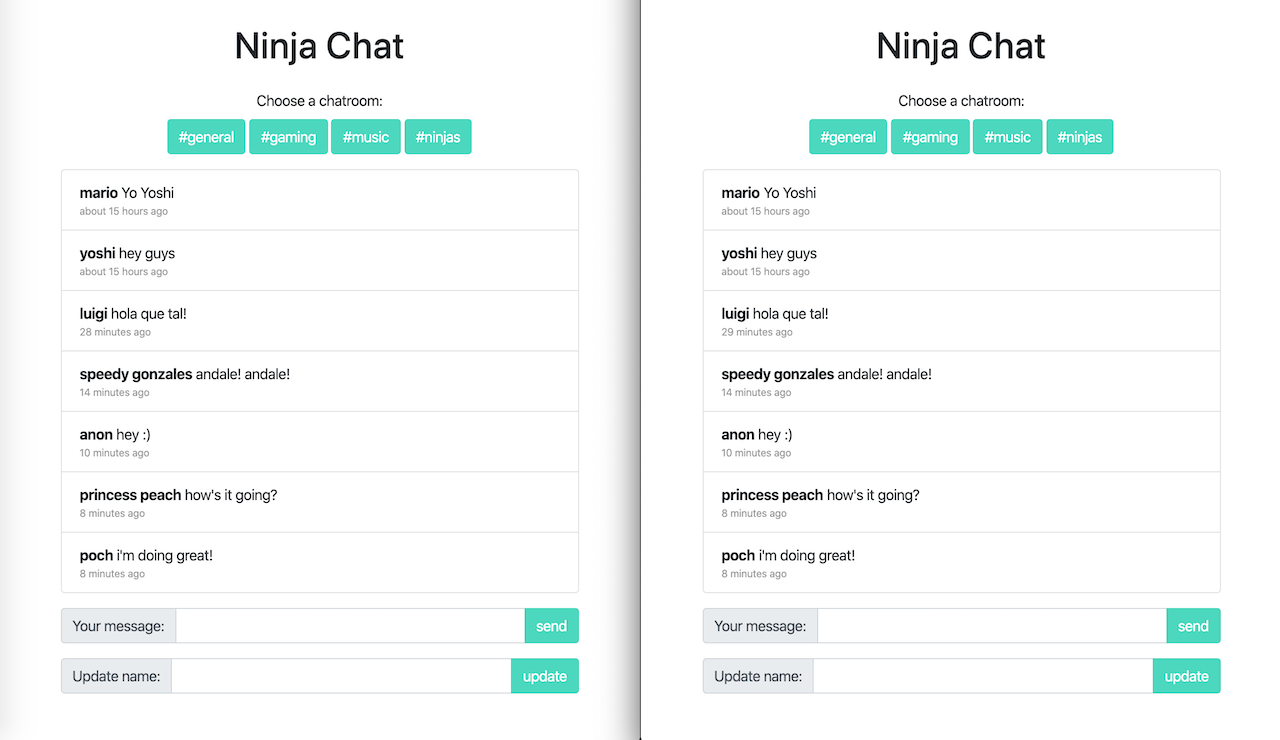 Ninja Chat
Choose a chatroom:
#general #gaming #music #ninjas
mario Yo Yoshi
about 15 hours ago
yoshi hey guys
about 15 hours ago
luigi hola que tal!
28 minutes ago
speedy gonzales andale! andale!
14 minutes ago
anon hey :)
10 minutes ago
princess peach how's it going?
8 minutes ago
poch i'm doing great!
8 minutes ago
Your message: send
Update name: update
Ninja Chat
Choose a chatroom:
#general #gaming #music #ninjas
mario Yo Yoshi
about 15 hours ago
yoshi hey guys
about 15 hours ago
luigi hola que tal!
29 minutes ago
speedy gonzales andale! andale!
14 minutes ago
anon hey :)
10 minutes ago
princess peach how's it going?
8 minutes ago
poch i'm doing great!
8 minutes ago
Your message: send
Update name: update